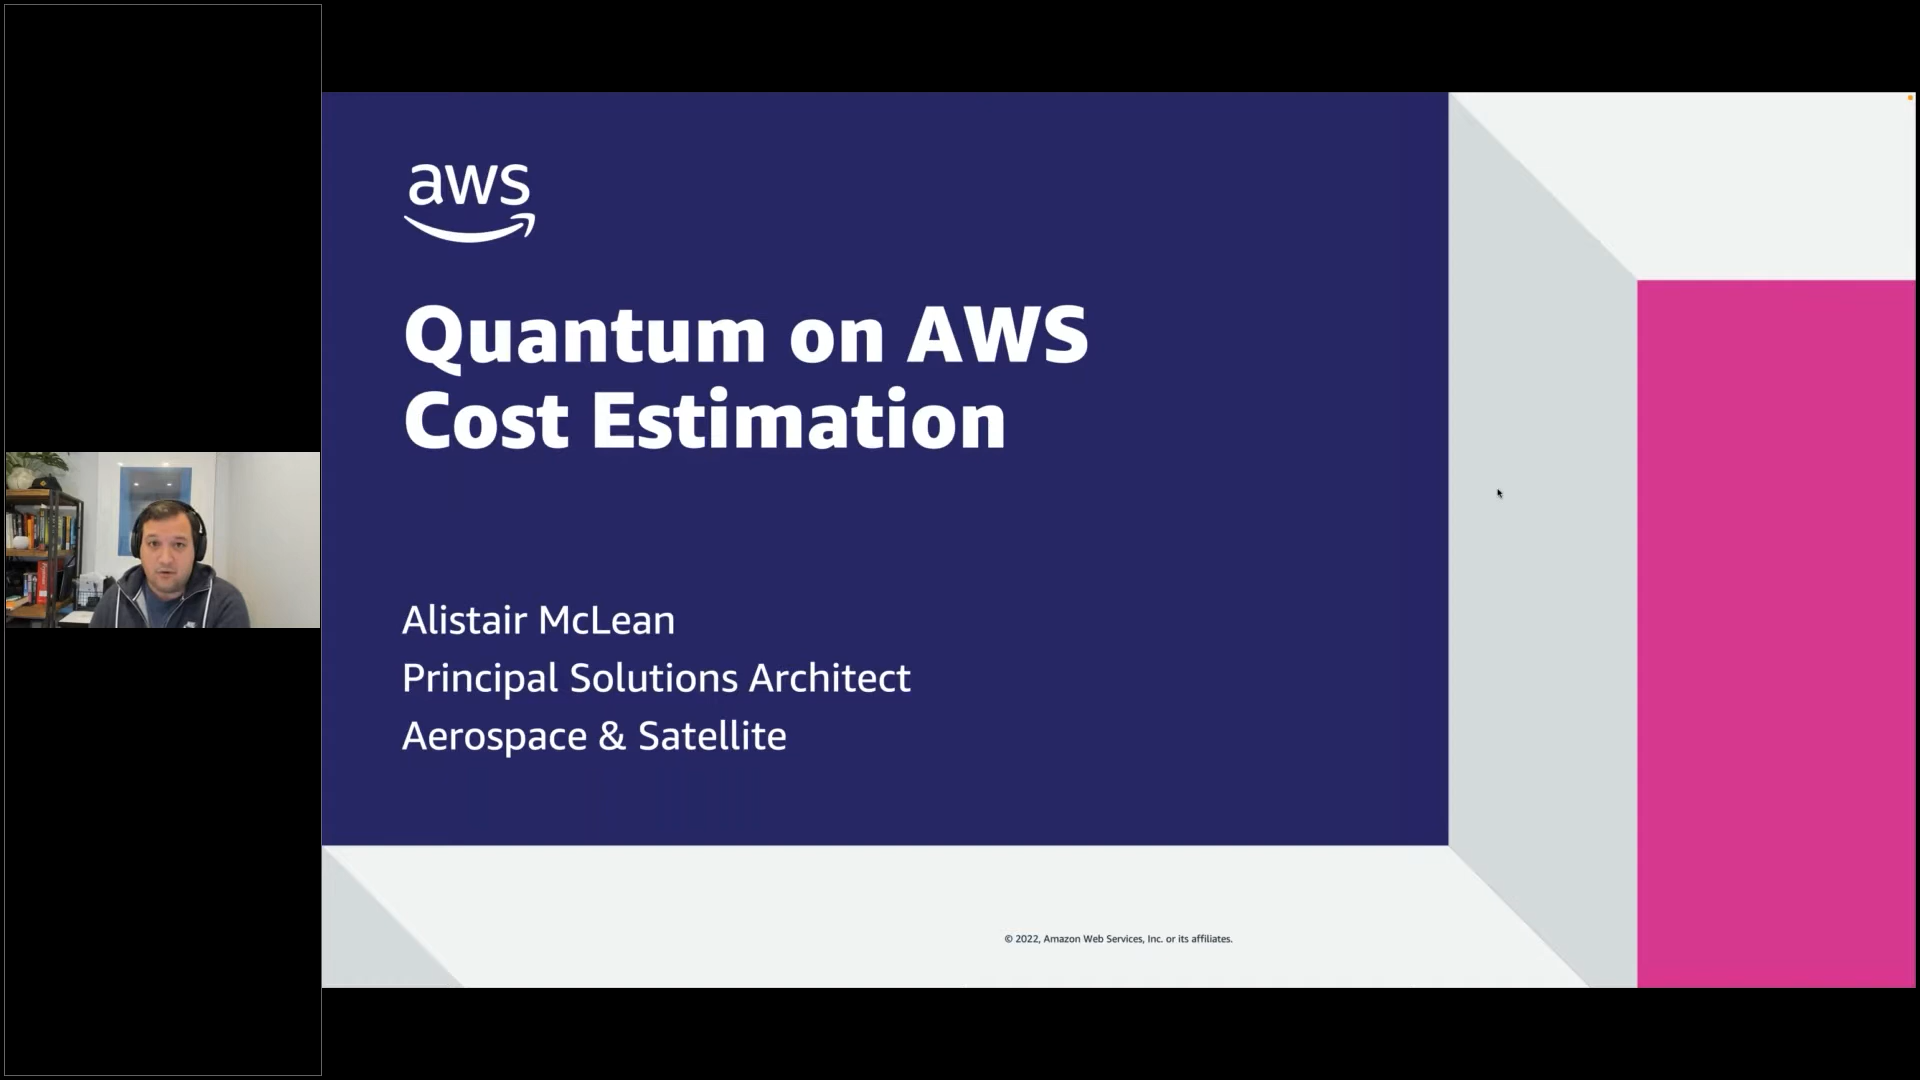 aws
Quantum on AWS
Cost Estimation
Alistair McLean
Principal Solutions Architect
Aerospace & Satellite
© 2022, Amazon Web Services, Inc. or its affiliates.